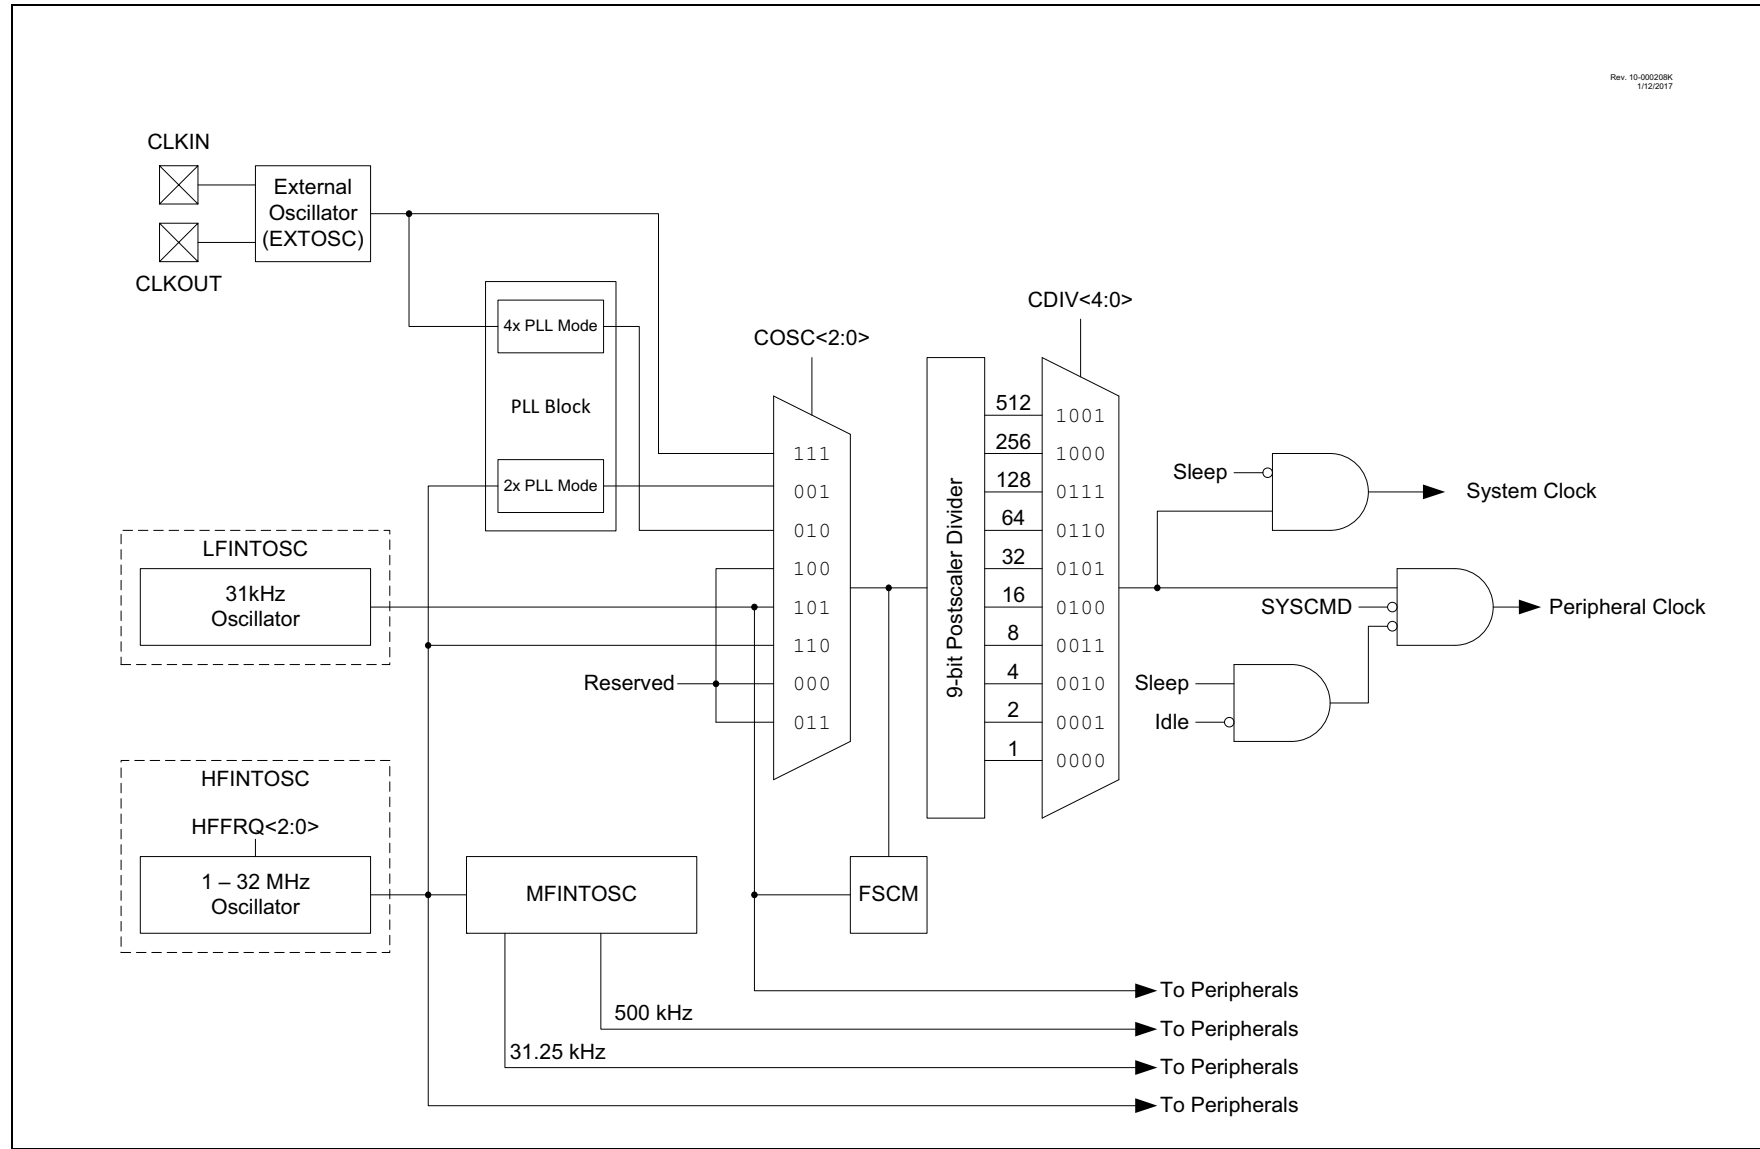 Rev. 10-000208K
1/12/2017
CLKIN
External
Oscillator
(EXTOSC)
CLKOUT
4x PLL Mode
PLL Block
2x PLL Mode
LFINTOSC
31kHz
Oscillator
HFINTOSC
HFFRQ<2:0>
1 – 32 MHz
Oscillator
MFINTOSC
Reserved
COSC<2:0>
111
001
010
100
101
110
000
011
FSCM
9-bit Postscaler Divider
CDIV<4:0>
512 1001
256 1000
128 0111
64 0110
32 0101
16 0100
8 0011
4 0010
2 0001
1 0000
Sleep
System Clock
SYSCMD
Peripheral Clock
Sleep
Idle
To Peripherals
500 kHz
To Peripherals
31.25 kHz
To Peripherals
To Peripherals